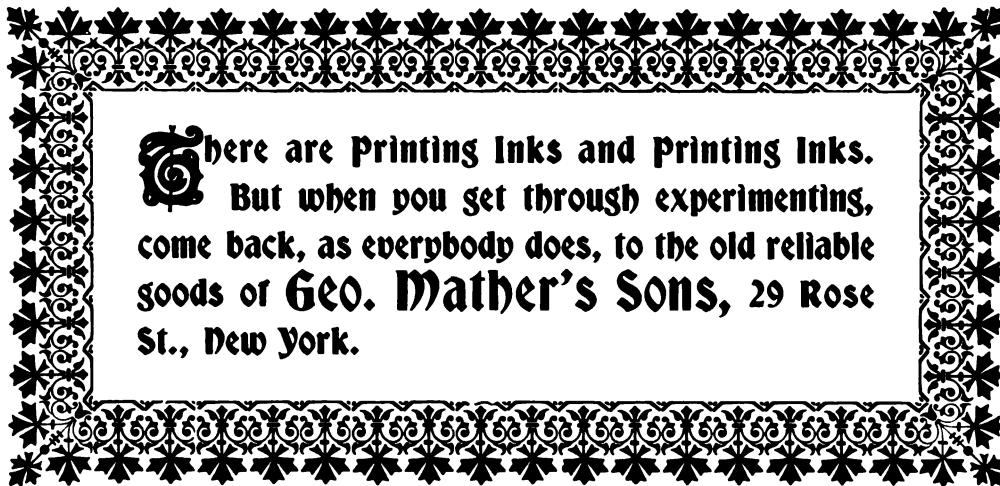 There are Printing Inks and Printing Inks.
But when you get through experimenting,
come back, as everybody does, to the old reliable
goods of Geo. Mather's Sons, 29 Rose
St., New York.